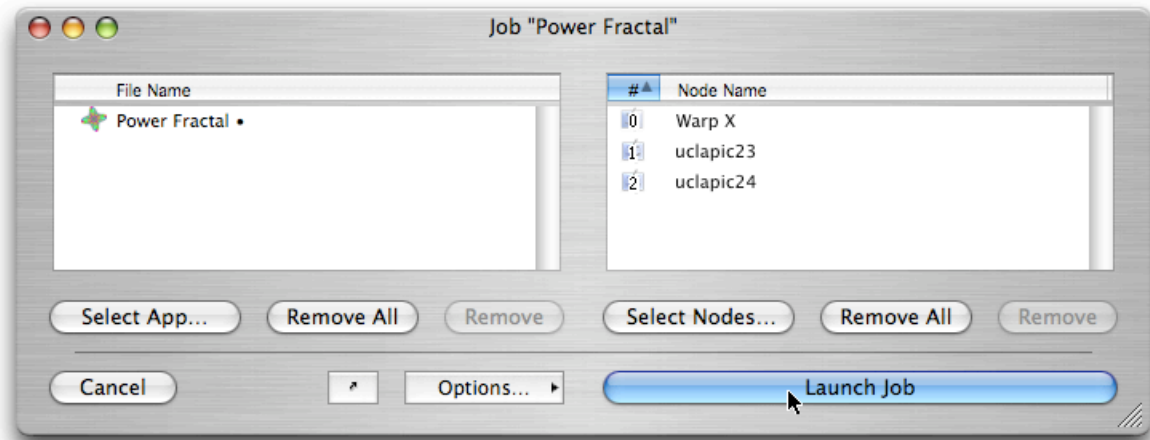 Job "Power Fractal"
File Name
Power Fractal •
# Node Name
0 Warp X
1 uclapic23
2 uclapic24
Select App... Remove All Remove Select Nodes... Remove All Remove
Cancel Options... Launch Job